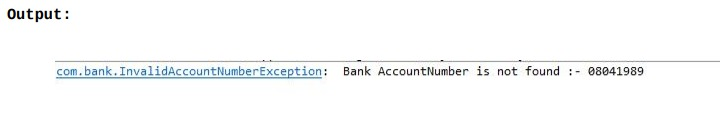 Output:
com.bank.InvalidAccountNumberException:  Bank AccountNumber is not found :- 08041989